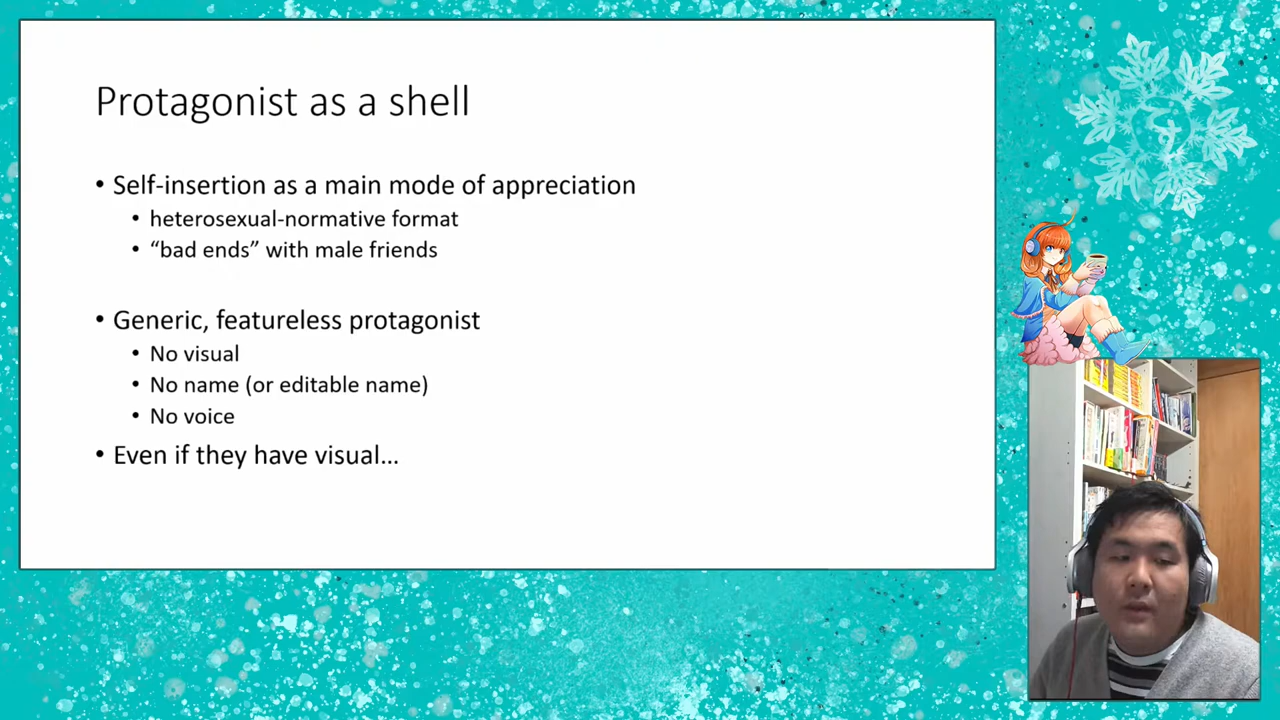 Protagonist as a shell
• Self-insertion as a main mode of appreciation
• heterosexual-normative format
• “bad ends” with male friends
• Generic, featureless protagonist
• No visual
• No name (or editable name)
• No voice
• Even if they have visual...